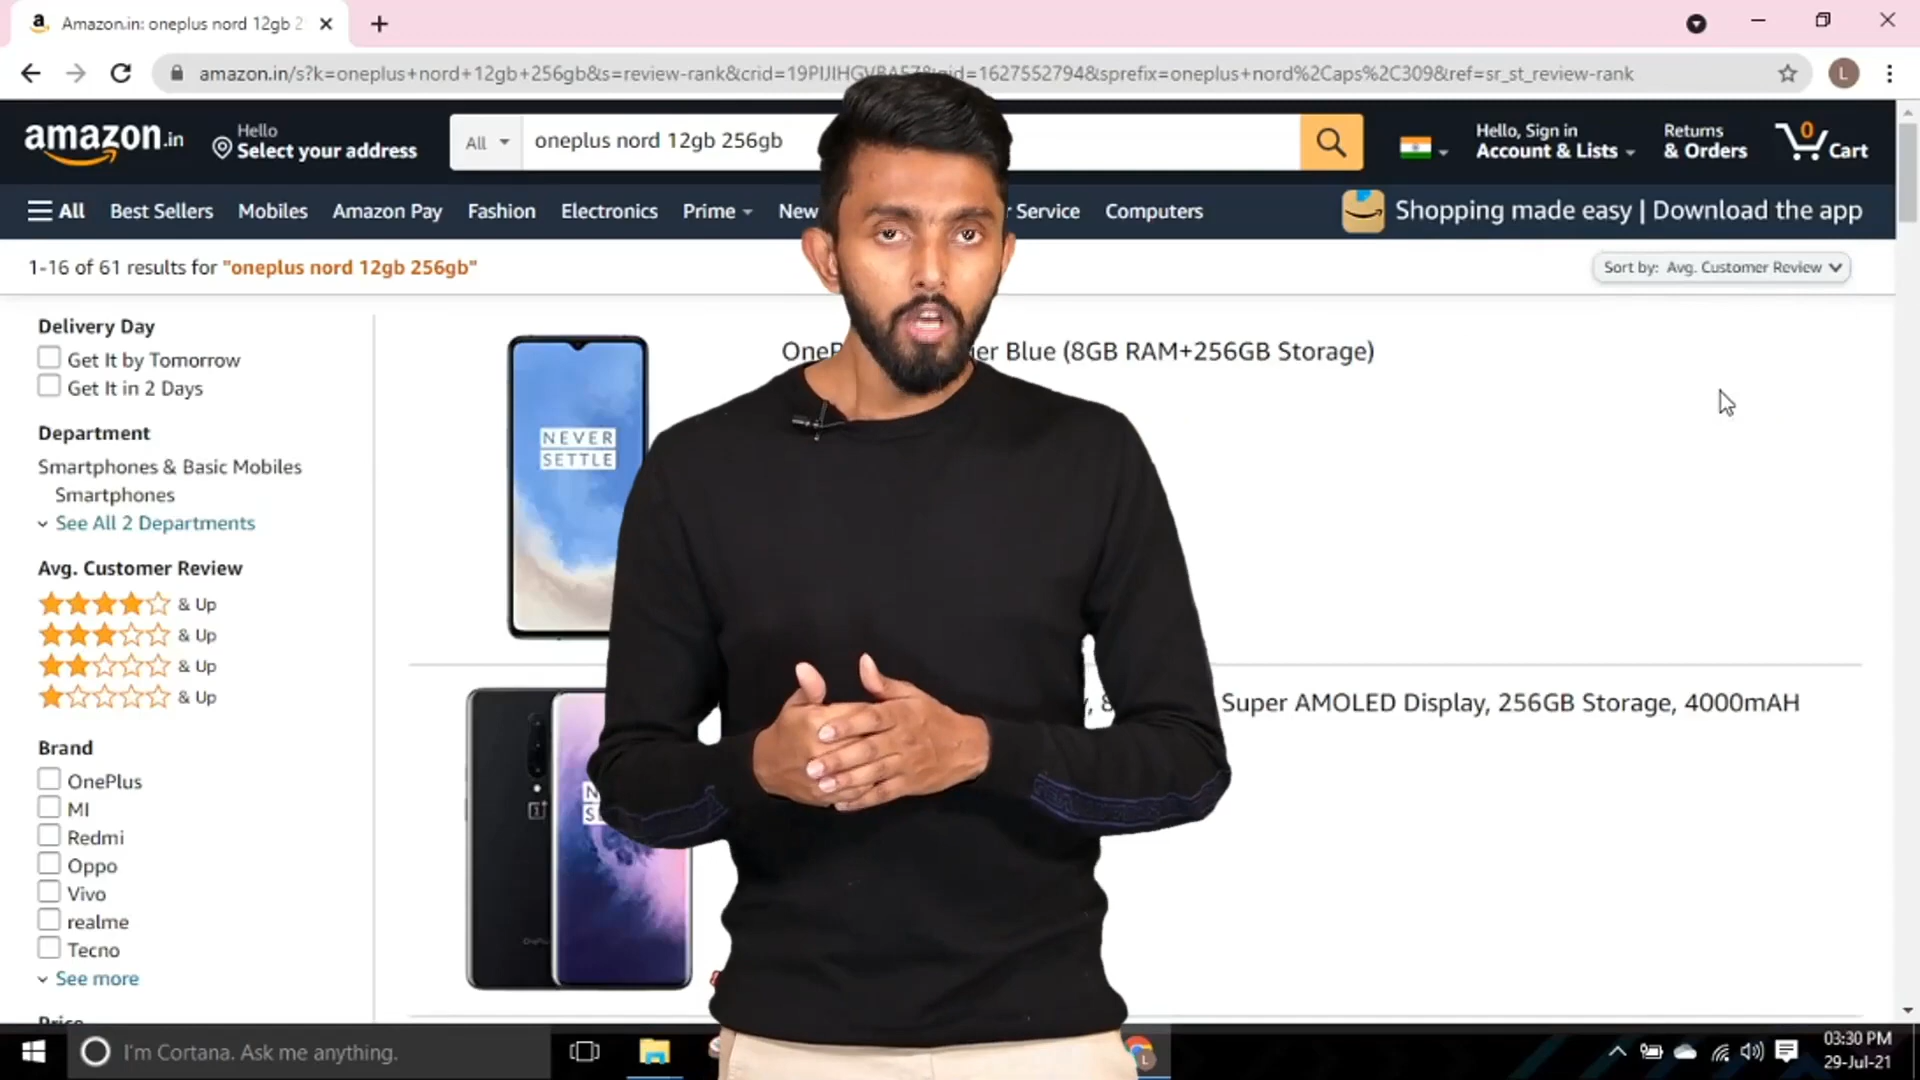 Amazon.in: oneplus nord 12gb 2
amazon.in/s?k=oneplus+nord+12gb+256gb&s=review-rank&crid=19PIJIHGVBA5Z&qid=1627552794&sprefix=oneplus+nord%2Caps%2C309&ref=sr_st_review-rank
L
amazon.in
Hello
Select your address
All
oneplus nord 12gb 256gb
Hello, Sign in
Account & Lists
Returns
& Orders
0
Cart
All
Best Sellers
Mobiles
Amazon Pay
Fashion
Electronics
Prime
New
Service
Computers
Shopping made easy | Download the app
1-16 of 61 results for "oneplus nord 12gb 256gb"
Sort by: Avg. Customer Review
Delivery Day
Get It by Tomorrow
Get It in 2 Days
Department
Smartphones & Basic Mobiles
Smartphones
See All 2 Departments
Avg. Customer Review
& Up
& Up
& Up
& Up
Brand
OnePlus
MI
Redmi
Oppo
Vivo
realme
Tecno
See more
NEVER
SETTLE
Blue (8GB RAM+256GB Storage)
Super AMOLED Display, 256GB Storage, 4000mAH
I'm Cortana. Ask me anything.
03:30 PM
29-Jul-21